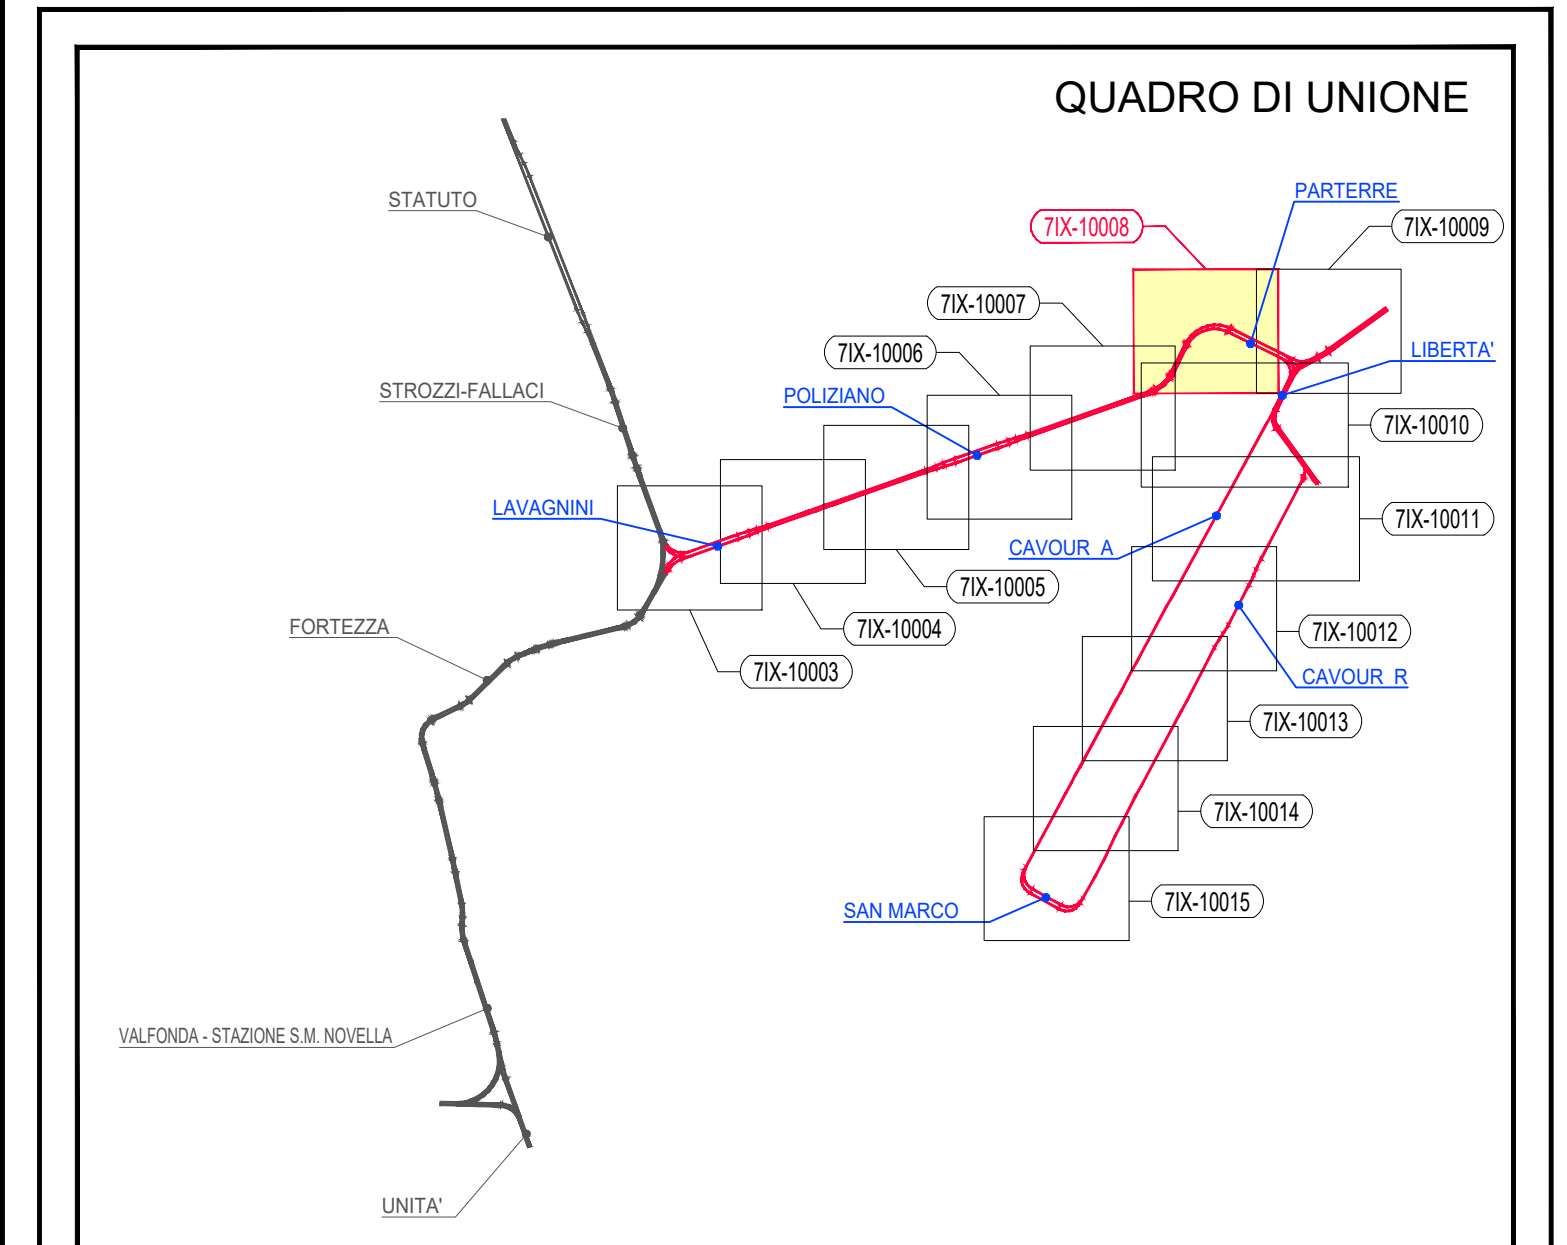 QUADRO DI UNIONE
STATUTO
PARTERRE
7IX-10008
7IX-10009
7IX-10007
7IX-10006
LIBERTA'
STROZZI-FALLACI
POLIZIANO
7IX-10010
LAVAGNINI
7IX-10011
CAVOUR A
7IX-10005
FORTEZZA
7IX-10004
7IX-10012
7IX-10003
CAVOUR R
7IX-10013
7IX-10014
7IX-10015
SAN MARCO
VALFONDA - STAZIONE S.M. NOVELLA
UNITA'